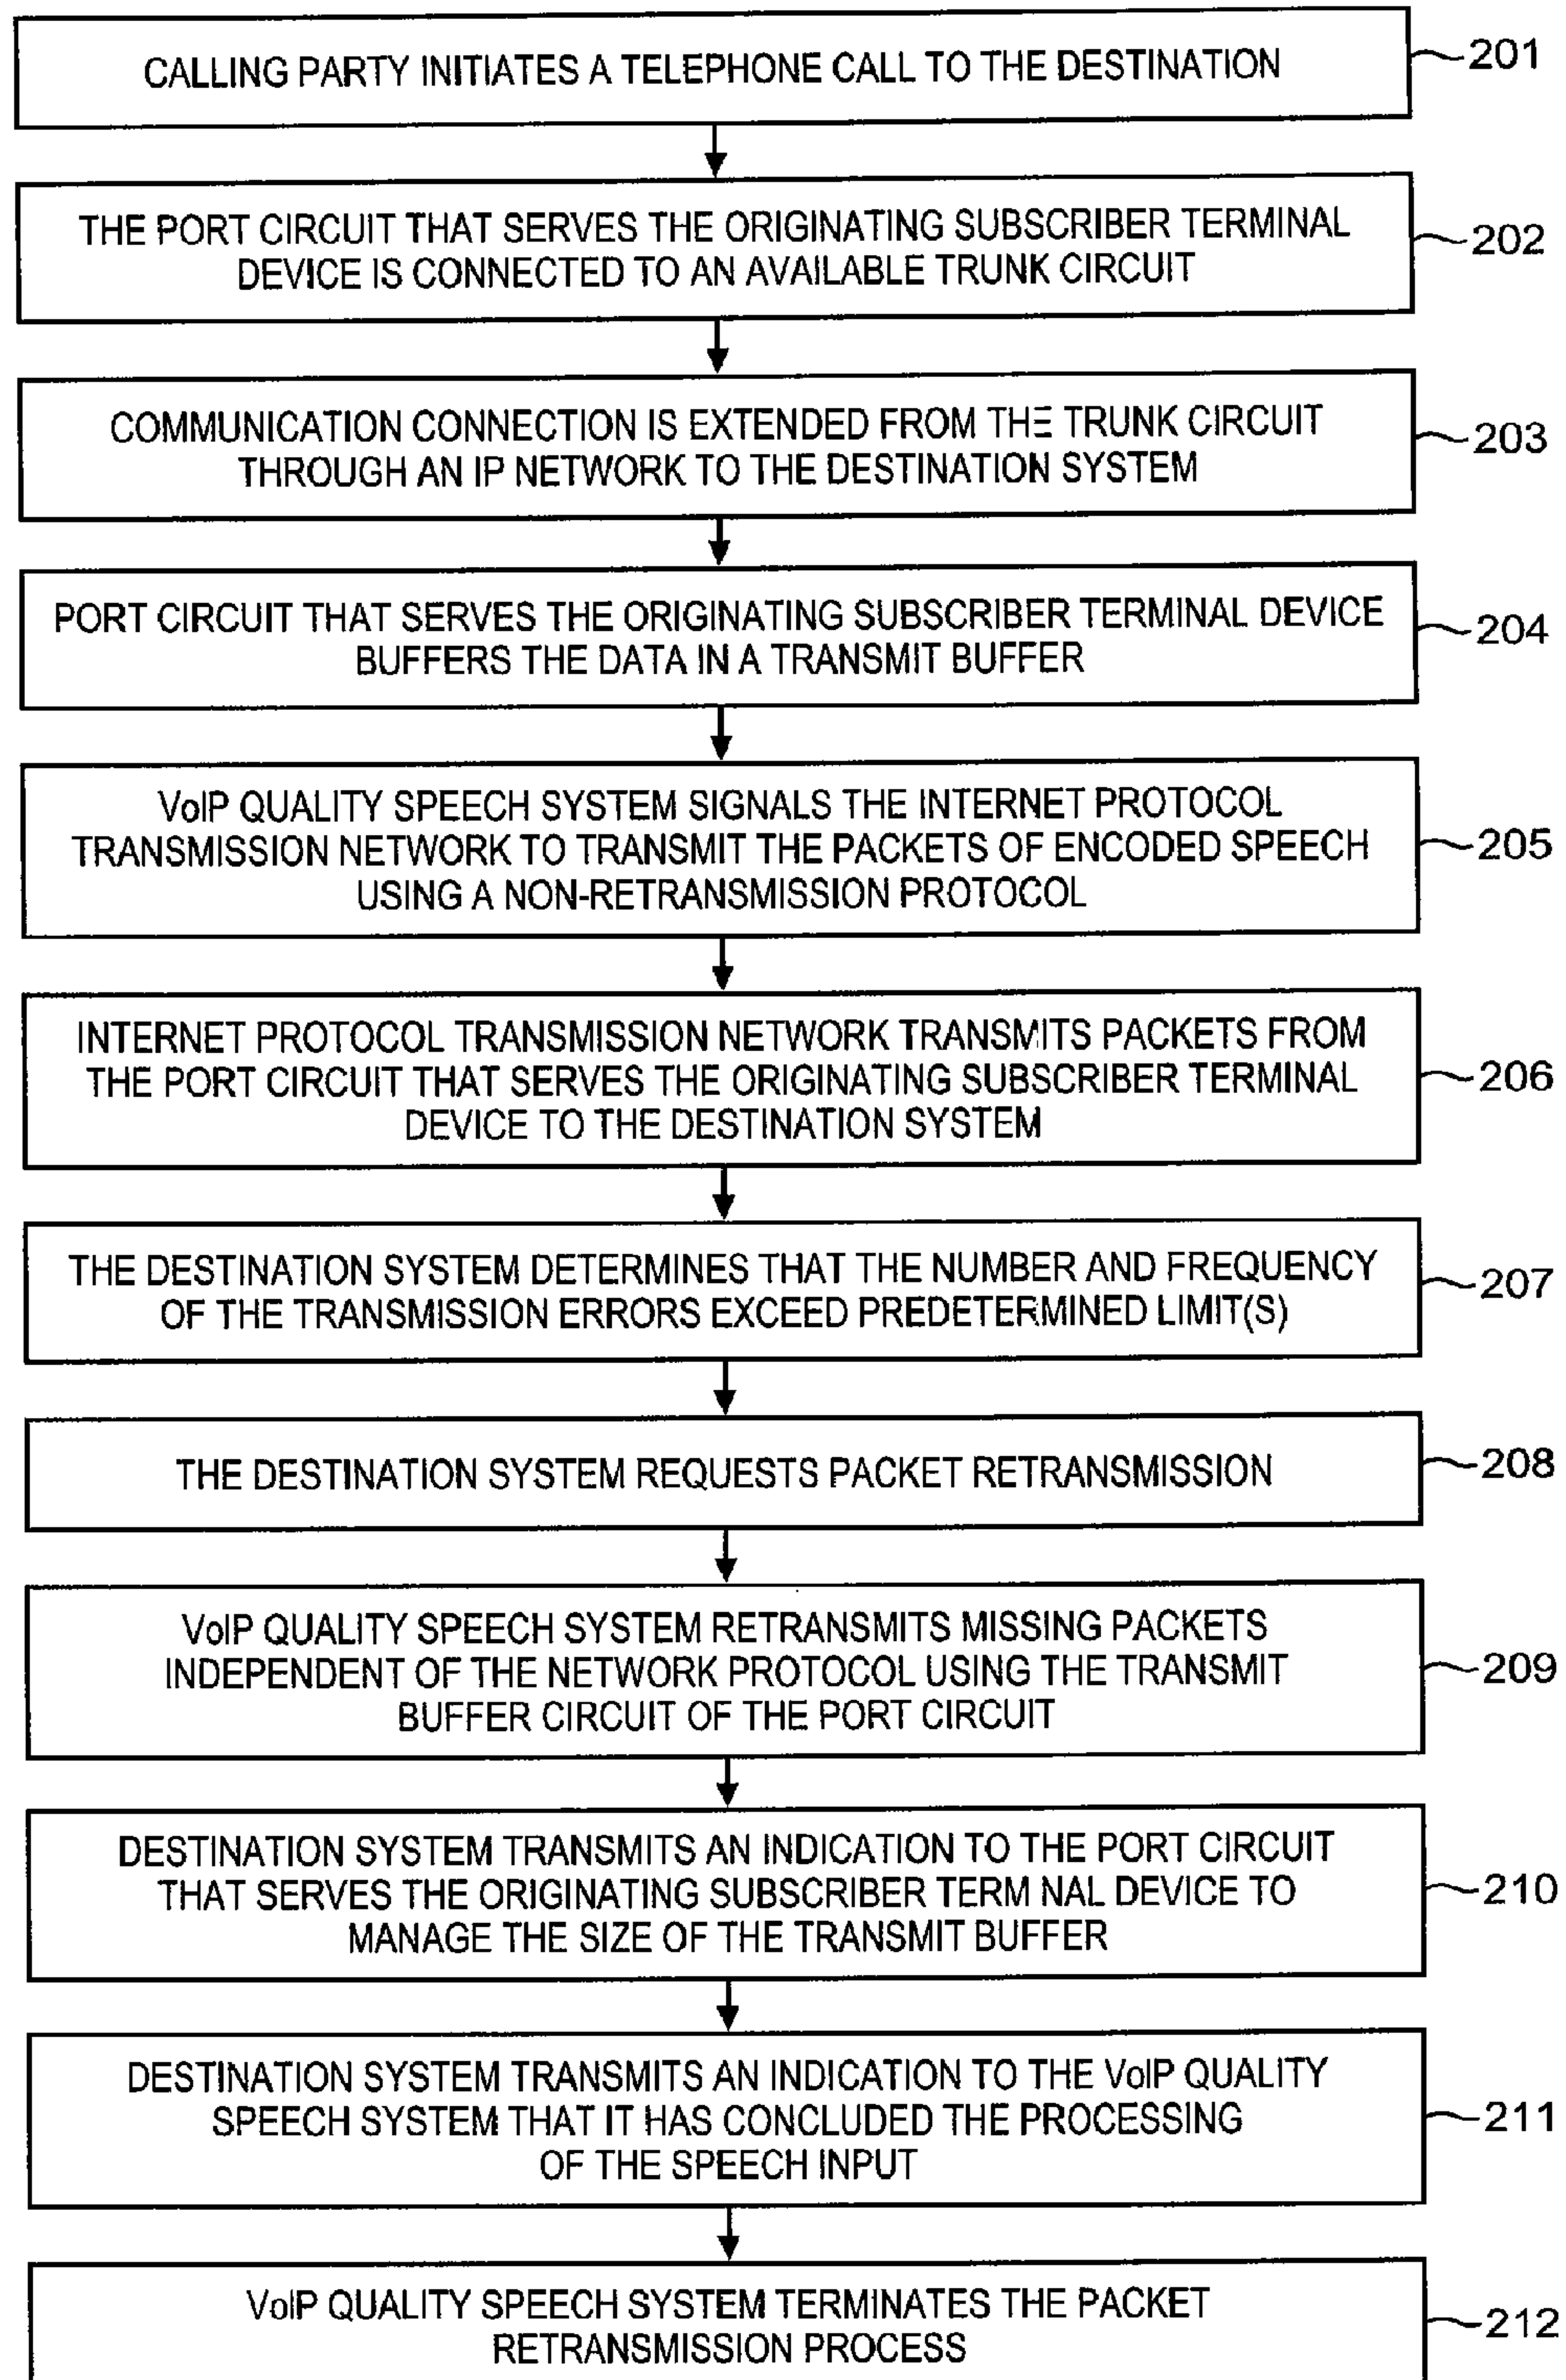 CALLING PARTY INITIATES A TELEPHONE CALL TO THE DESTINATION
201
THE PORT CIRCUIT THAT SERVES THE ORIGINATING SUBSCRIBER TERMINAL
DEVICE IS CONNECTED TO AN AVAILABLE TRUNK CIRCUIT
202
COMMUNICATION CONNECTION IS EXTENDED FROM THE TRUNK CIRCUIT
THROUGH AN IP NETWORK TO THE DESTINATION SYSTEM
203
PORT CIRCUIT THAT SERVES THE ORIGINATING SUBSCRIBER TERMINAL DEVICE
BUFFERS THE DATA IN A TRANSMIT BUFFER
204
VoIP QUALITY SPEECH SYSTEM SIGNALS THE INTERNET PROTOCOL
TRANSMISSION NETWORK TO TRANSMIT THE PACKETS OF ENCODED SPEECH
USING A NON-RETRANSMISSION PROTOCOL
205
INTERNET PROTOCOL TRANSMISSION NETWORK TRANSMITS PACKETS FROM
THE PORT CIRCUIT THAT SERVES THE ORIGINATING SUBSCRIBER TERMINAL
DEVICE TO THE DESTINATION SYSTEM
206
THE DESTINATION SYSTEM DETERMINES THAT THE NUMBER AND FREQUENCY
OF THE TRANSMISSION ERRORS EXCEED PREDETERMINED LIMIT(S)
207
THE DESTINATION SYSTEM REQUESTS PACKET RETRANSMISSION
208
VoIP QUALITY SPEECH SYSTEM RETRANSMITS MISSING PACKETS
INDEPENDENT OF THE NETWORK PROTOCOL USING THE TRANSMIT
BUFFER CIRCUIT OF THE PORT CIRCUIT
209
DESTINATION SYSTEM TRANSMITS AN INDICATION TO THE PORT CIRCUIT
THAT SERVES THE ORIGINATING SUBSCRIBER TERM NAL DEVICE TO
MANAGE THE SIZE OF THE TRANSMIT BUFFER
210
DESTINATION SYSTEM TRANSMITS AN INDICATION TO THE VoIP QUALITY
SPEECH SYSTEM THAT IT HAS CONCLUDED THE PROCESSING
OF THE SPEECH INPUT
211
VoIP QUALITY SPEECH SYSTEM TERMINATES THE PACKET
RETRANSMISSION PROCESS
212